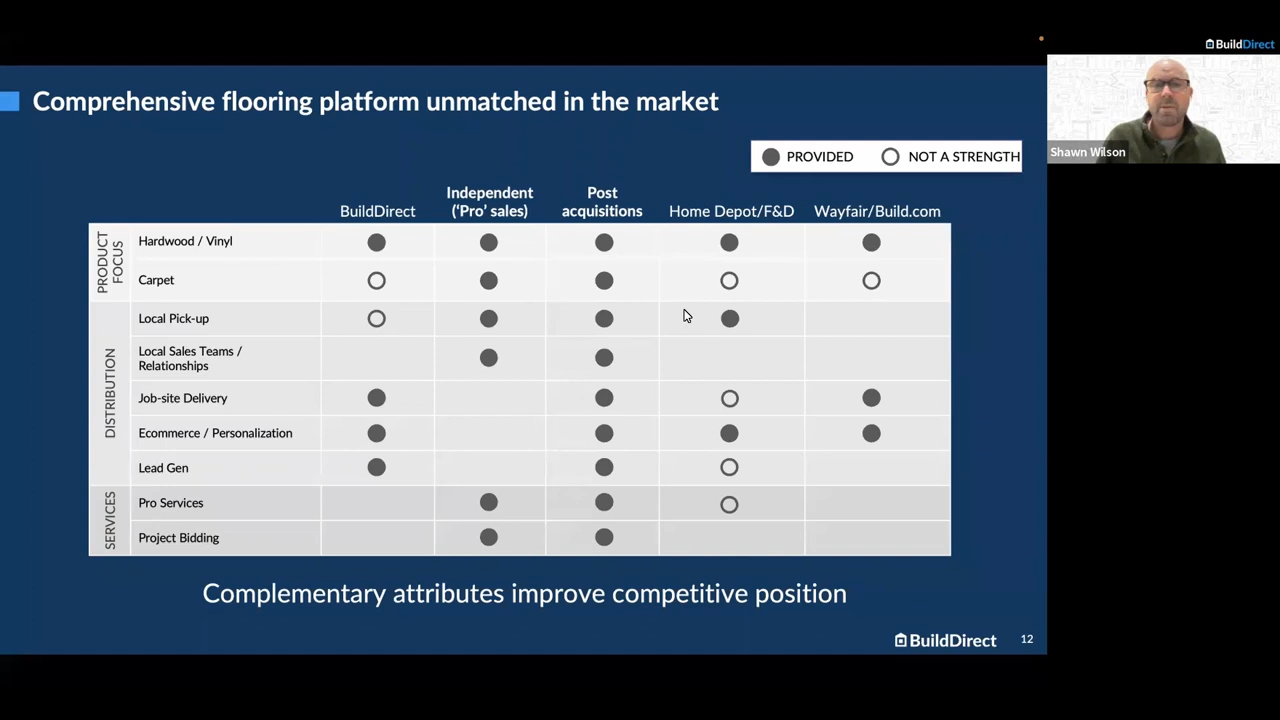 BuildDirect
Comprehensive flooring platform unmatched in the market
Shawn Wilson
PROVIDED NOT A STRENGTH
BuildDirect Independent Post Home Depot/F&D Wayfair/Build.com
('Pro' sales) acquisitions
PRODUCT
FOCUS
Hardwood / Vinyl
Carpet
DISTRIBUTION
Local Pick-up
Local Sales Teams /
Relationships
Job-site Delivery
Ecommerce / Personalization
Lead Gen
SERVICES
Pro Services
Project Bidding
Complementary attributes improve competitive position
BuildDirect 12